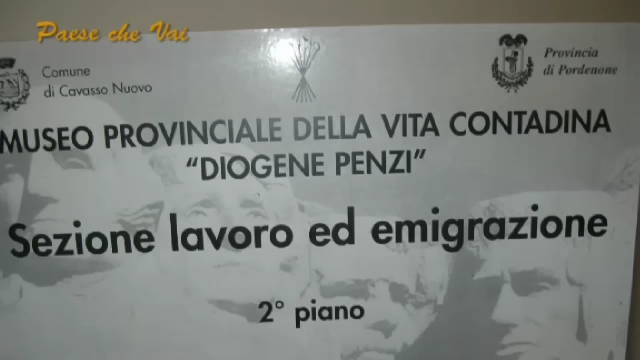 Paese che Vai
Comune
di Cavasso Nuovo
Provincia
di Pordenone
MUSEO PROVINCIALE DELLA VITA CONTADINA
“DIOGENE PENZI”
Sezione lavoro ed emigrazione
2° piano